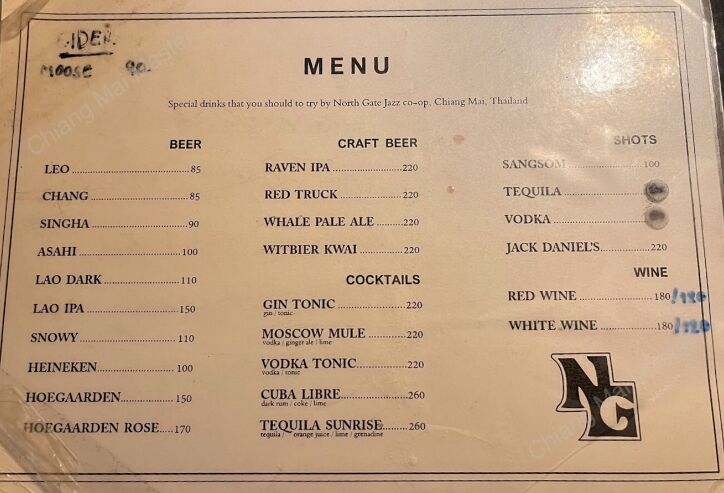 CIDER
MOOSE 90.
MENU
Special drinks that you should to try by North Gate Jazz co-op, Chiang Mai, Thailand
BEER
LEO ........ 85
CHANG ........ 85
SINGHA ........ 90
ASAHI ........ 100
LAO DARK ........ 110
LAO IPA ........ 150
SNOWY ........ 110
HEINEKEN ........ 100
HOEGAARDEN ........ 150
HOEGAARDEN ROSE ..... 170
CRAFT BEER
RAVEN IPA ........ 220
RED TRUCK ........ 220
WHALE PALE ALE ........ 220
WITBIER KWAI ........ 220
COCKTAILS
GIN TONIC ........ 220
gin / tonic
MOSCOW MULE ........ 220
vodka / ginger ale / lime
VODKA TONIC ........ 220
vodka / tonic
CUBA LIBRE ........ 260
dark rum / coke / lime
TEQUILA SUNRISE ........ 260
tequila / orange juice / lime / grenadine
SHOTS
SANGSOM ........ 100
TEQUILA ........
VODKA ........
JACK DANIEL'S ........ 220
WINE
RED WINE ........ 180
WHITE WINE ........ 180
NG